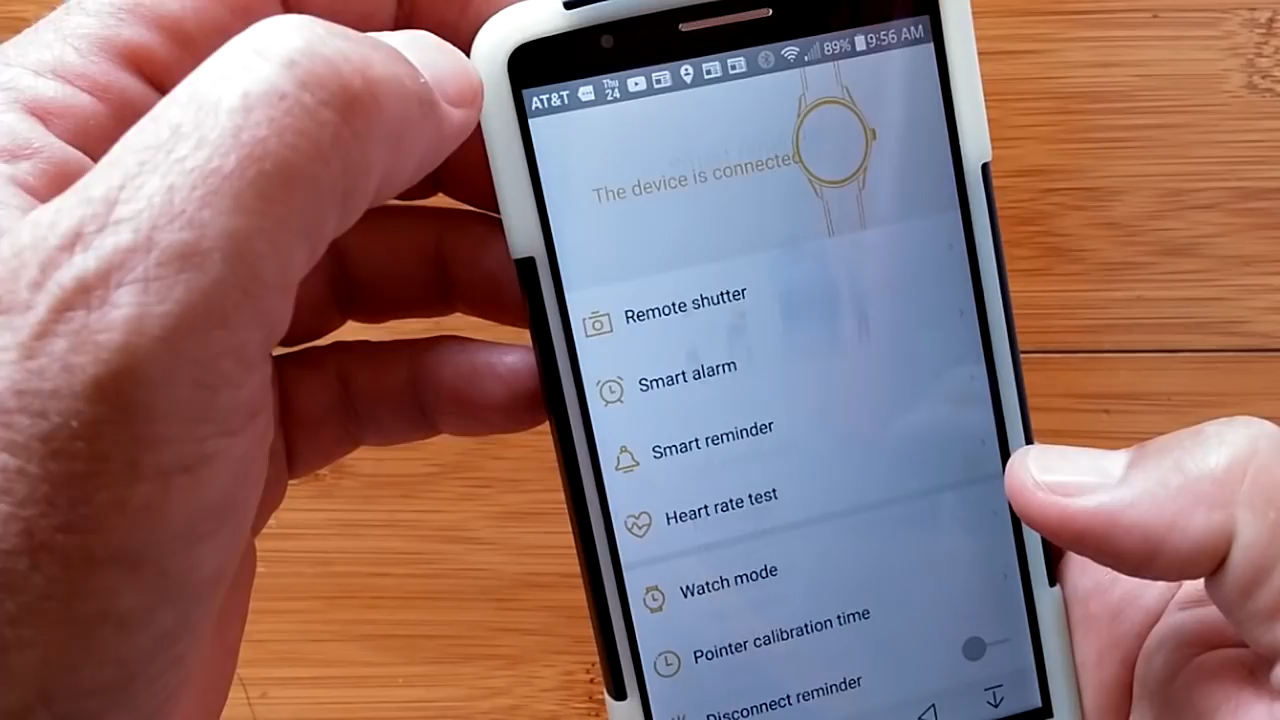 AT&T Thu 24 89% 9:56 AM
The device is connected
Remote shutter
Smart alarm
Smart reminder
Heart rate test
Watch mode
Pointer calibration time
Disconnect reminder